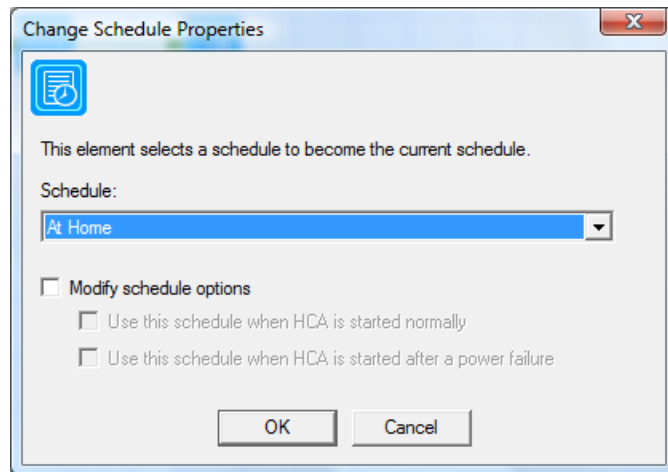 Change Schedule Properties
This element selects a schedule to become the current schedule.
Schedule:
At Home
Modify schedule options
Use this schedule when HCA is started normally
Use this schedule when HCA is started after a power failure
OK Cancel